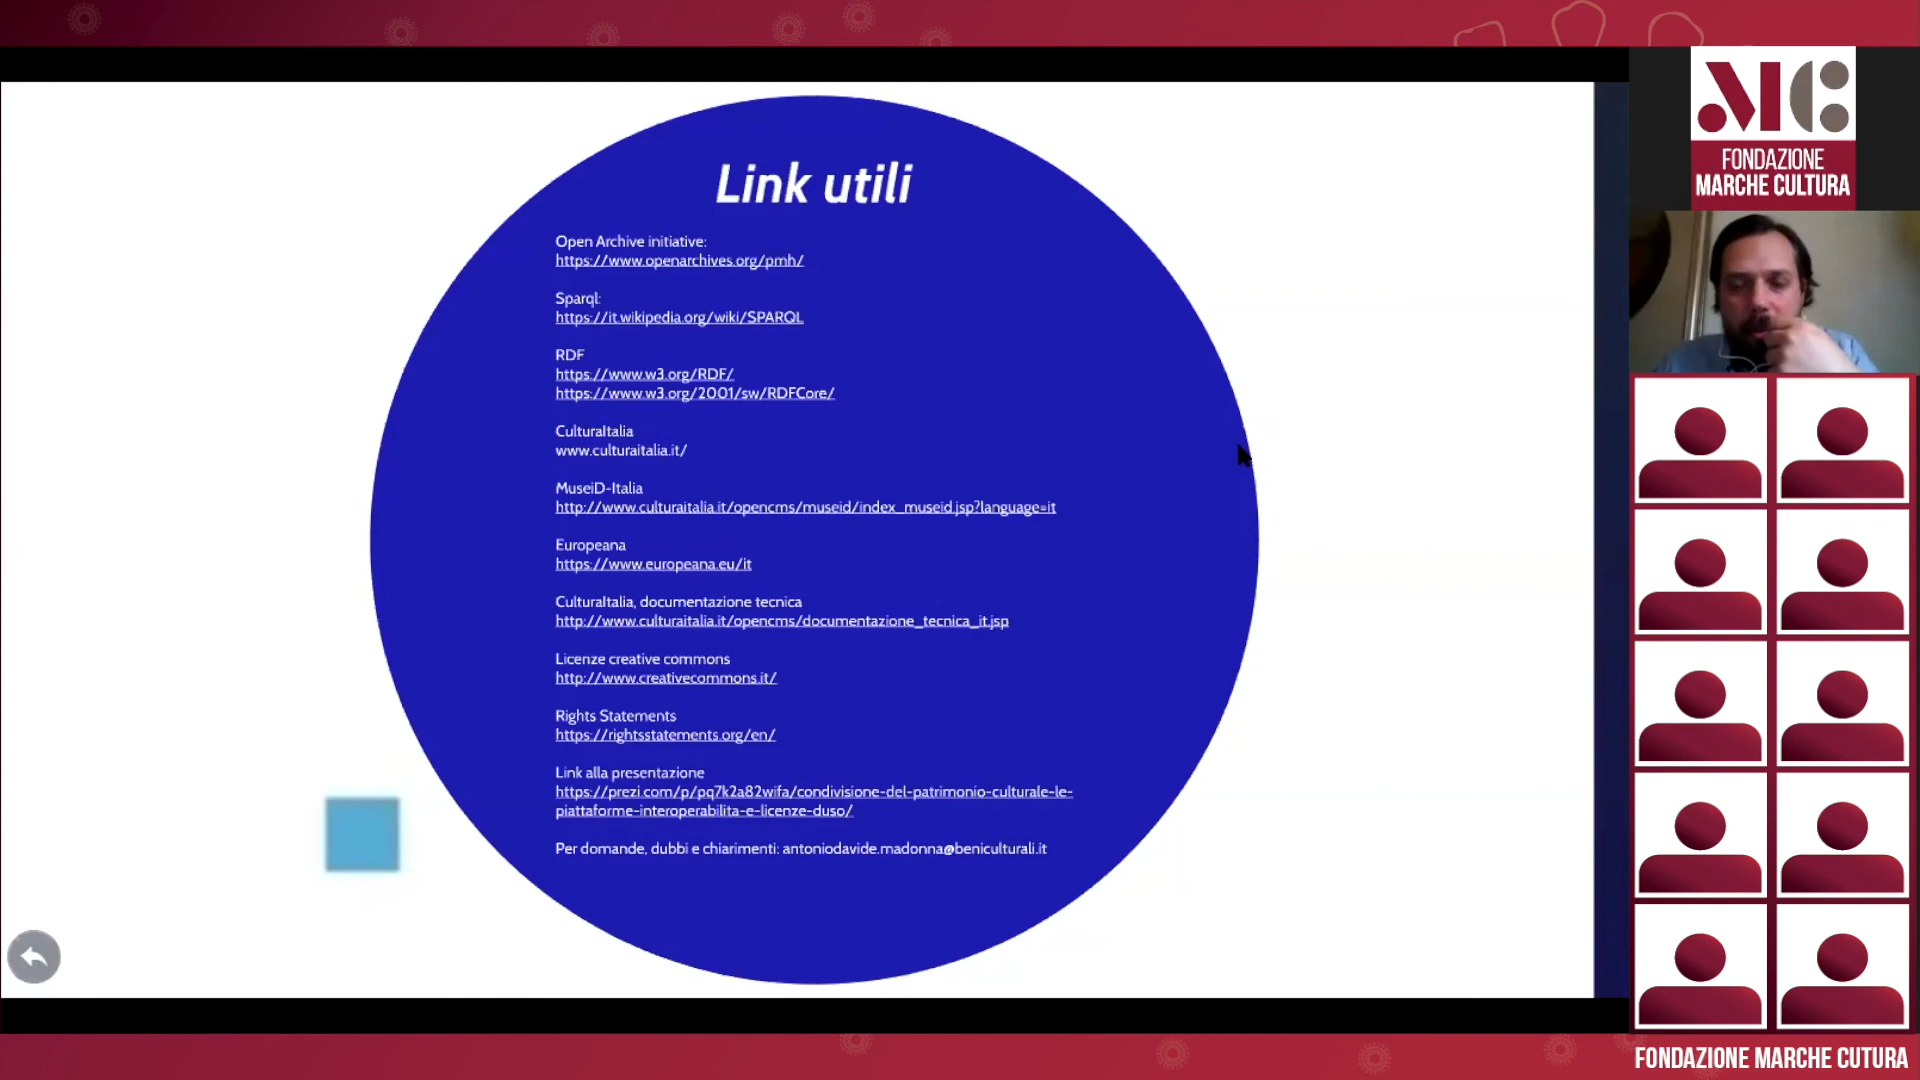 Link utili
Open Archive initiative:
https://www.openarchives.org/pmh/
Sparql:
https://it.wikipedia.org/wiki/SPARQL
RDF
https://www.w3.org/RDF/
https://www.w3.org/2001/sw/RDFCore/
CulturaItalia
www.culturaitalia.it/
MuseiD-Italia
http://www.culturaitalia.it/opencms/museid/index_museid.jsp?language=it
Europeana
https://www.europeana.eu/it
CulturaItalia, documentazione tecnica
http://www.culturaitalia.it/opencms/documentazione_tecnica_it.jsp
Licenze creative commons
http://www.creativecommons.it/
Rights Statements
https://rightsstatements.org/en/
Link alla presentazione
https://prezi.com/p/pq7k2a82wifa/condivisione-del-patrimonio-culturale-le-
piattaforme-interoperabilita-e-licenze-duso/
Per domande, dubbi e chiarimenti: antoniodavide.madonna@beniculturali.it
MC
FONDAZIONE
MARCHE CULTURA
FONDAZIONE MARCHE CUTURA